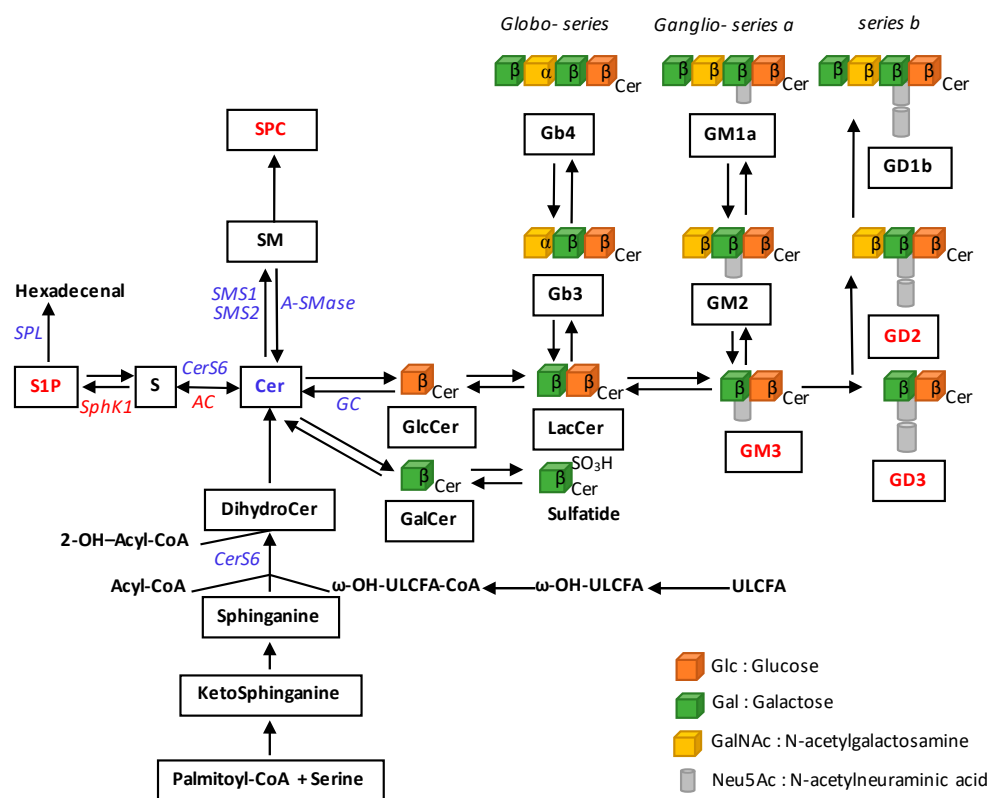 Globo- series
Ganglio- series a
series b
β α β β Cer
β β β β Cer
β β β β
SPC
Gb4
GM1a
GD1b
SM
α β β Cer
β β β Cer
β β β Cer
Hexadecenal
SMS1
SMS2
A-SMase
Gb3
GM2
GD2
SPL
CerS6
S1P
S
Cer
β Cer
β β Cer
β β Cer
β β Cer
SphK1
AC
GC
GlcCer
LacCer
GM3
GD3
β Cer
β SO₃H
Cer
DihydroCer
GalCer
Sulfatide
2-OH–Acyl-CoA
CerS6
Acyl-CoA
ω-OH-ULCFA-CoA
ω-OH-ULCFA
ULCFA
Sphinganine
KetoSphinganine
Palmitoyl-CoA + Serine
Glc : Glucose
Gal : Galactose
GalNAc : N-acetylgalactosamine
Neu5Ac : N-acetylneuraminic acid